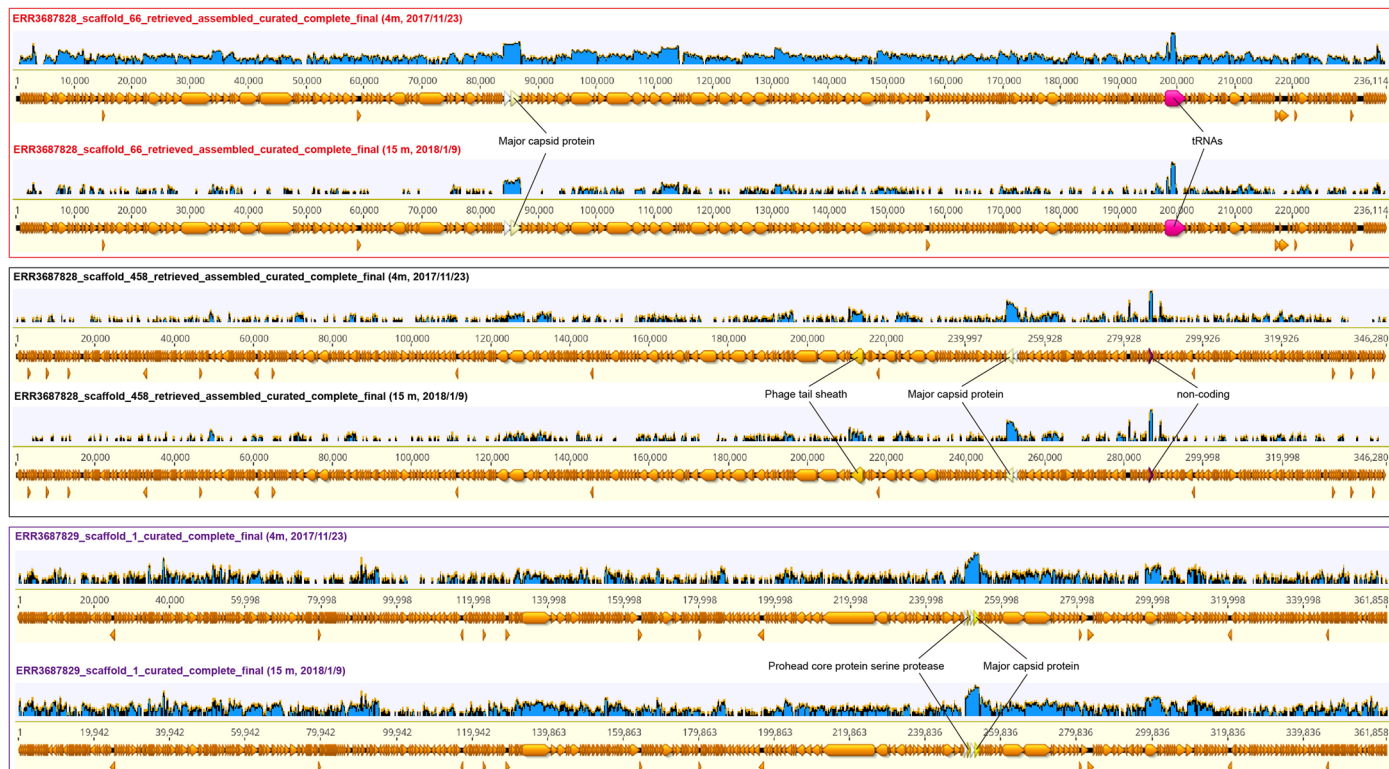 ERR3687828_scaffold_66_retrieved_assembled_curated_complete_final (4m, 2017/11/23)
1 10,000 20,000 30,000 40,000 50,000 60,000 70,000 80,000 90,000 100,000 110,000 120,000 130,000 140,000 150,000 160,000 170,000 180,000 190,000 200,000 210,000 220,000 236,114
Major capsid protein tRNAs
ERR3687828_scaffold_66_retrieved_assembled_curated_complete_final (15 m, 2018/1/9)
1 10,000 20,000 30,000 40,000 50,000 60,000 70,000 80,000 90,000 100,000 110,000 120,000 130,000 140,000 150,000 160,000 170,000 180,000 190,000 200,000 210,000 220,000 236,114
ERR3687828_scaffold_458_retrieved_assembled_curated_complete_final (4m, 2017/11/23)
1 20,000 40,000 60,000 80,000 100,000 120,000 140,000 160,000 180,000 200,000 220,000 239,997 259,928 279,928 299,926 319,926 346,280
Phage tail sheath Major capsid protein non-coding
ERR3687828_scaffold_458_retrieved_assembled_curated_complete_final (15 m, 2018/1/9)
1 20,000 40,000 60,000 80,000 100,000 120,000 140,000 160,000 180,000 200,000 220,000 240,000 260,000 280,000 299,998 319,998 346,280
ERR3687829_scaffold_1_curated_complete_final (4m, 2017/11/23)
1 20,000 40,000 59,998 79,998 99,998 119,998 139,998 159,998 179,998 199,998 219,998 239,998 259,998 279,998 299,998 319,998 339,998 361,858
Prohead core protein serine protease Major capsid protein
ERR3687829_scaffold_1_curated_complete_final (15 m, 2018/1/9)
1 19,942 39,942 59,942 79,942 99,942 119,942 139,863 159,863 179,863 199,863 219,863 239,836 259,836 279,836 299,836 319,836 339,836 361,858